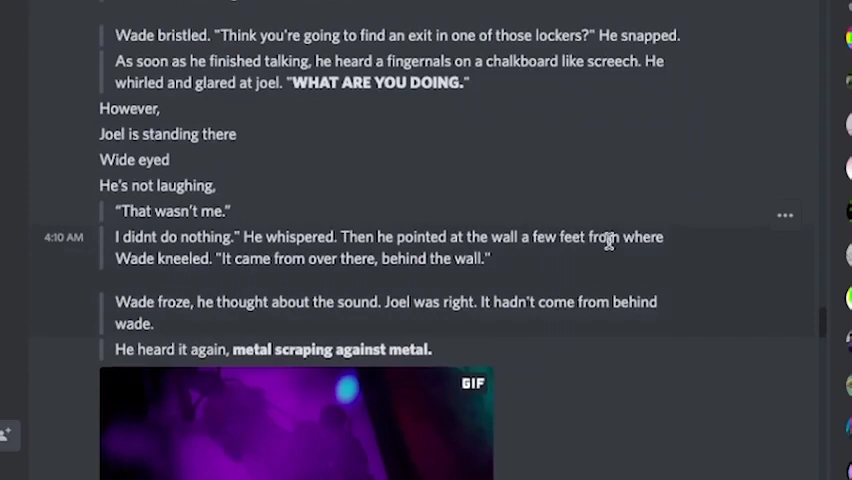 Wade bristled. "Think you're going to find an exit in one of those lockers?" He snapped.
As soon as he finished talking, he heard a fingernals on a chalkboard like screech. He
whirled and glared at joel. "WHAT ARE YOU DOING."
However,
Joel is standing there
Wide eyed
He's not laughing,
“That wasn’t me.”
4:10 AM I didnt do nothing." He whispered. Then he pointed at the wall a few feet from where
Wade kneeled. "It came from over there, behind the wall."
Wade froze, he thought about the sound. Joel was right. It hadn't come from behind
wade.
He heard it again, metal scraping against metal.
GIF